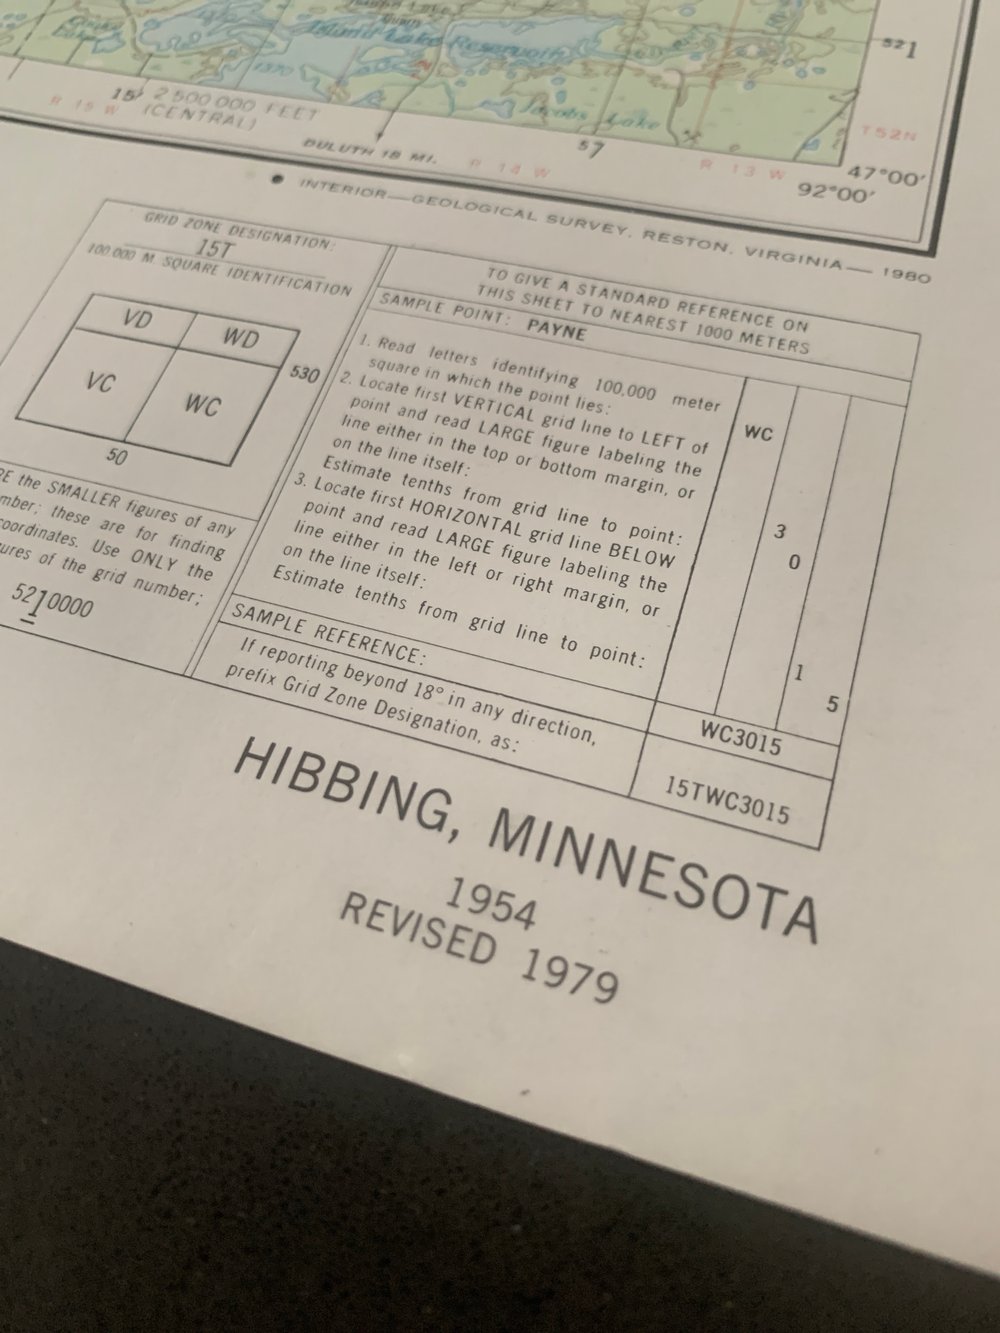 Island Lake Reservoir
1370
Jacobs Lake
521
T52N
15' 2 500 000 FEET
(CENTRAL)
R 15 W
DULUTH 18 MI.
R 14 W
57
R 13 W
47°00'
92°00'
INTERIOR—GEOLOGICAL SURVEY, RESTON, VIRGINIA—1980
GRID ZONE DESIGNATION:
15T
100,000 M. SQUARE IDENTIFICATION
VD WD
530
VC WC
50
the SMALLER figures of any
these are for finding
Use ONLY the
of the grid number;
5210000
TO GIVE A STANDARD REFERENCE ON
THIS SHEET TO NEAREST 1000 METERS
SAMPLE POINT: PAYNE
1. Read letters identifying 100,000 meter
square in which the point lies:
WC
2. Locate first VERTICAL grid line to LEFT of
point and read LARGE figure labeling the
line either in the top or bottom margin, or
on the line itself:
3
Estimate tenths from grid line to point:
0
3. Locate first HORIZONTAL grid line BELOW
point and read LARGE figure labeling the
line either in the left or right margin, or
on the line itself:
1
Estimate tenths from grid line to point:
5
SAMPLE REFERENCE:
WC3015
If reporting beyond 18° in any direction,
prefix Grid Zone Designation, as:
15TWC3015
HIBBING, MINNESOTA
1954
REVISED 1979